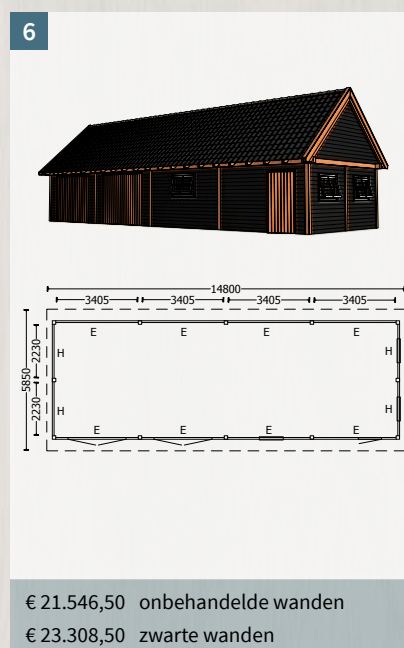 6
14800
3405 3405 3405 3405
E E E E
H H
2230
5850
2230
H H
E E E E
€ 21.546,50 onbehandelde wanden
€ 23.308,50 zwarte wanden